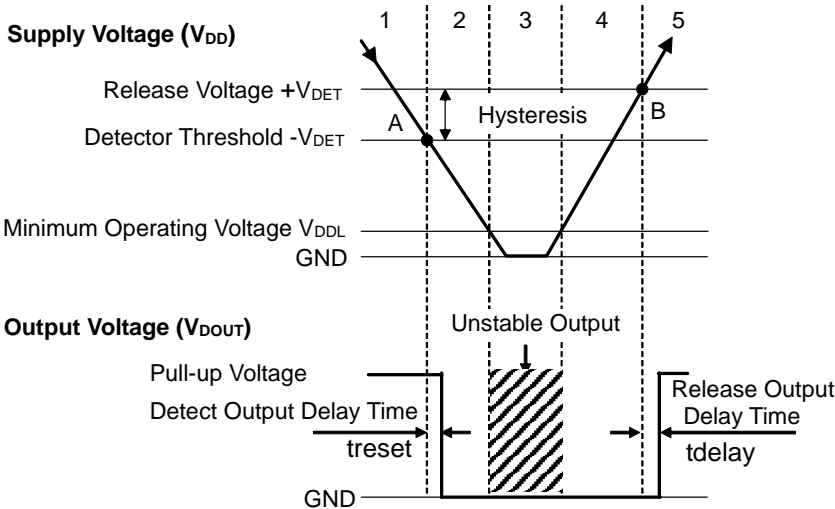 1 2 3 4 5
Supply Voltage (VDD)
Release Voltage +VDET
Hysteresis
A
B
Detector Threshold -VDET
Minimum Operating Voltage VDDL
GND
Output Voltage (VDOUT)
Unstable Output
Pull-up Voltage
Release Output
Detect Output Delay Time
Delay Time
treset
tdelay
GND